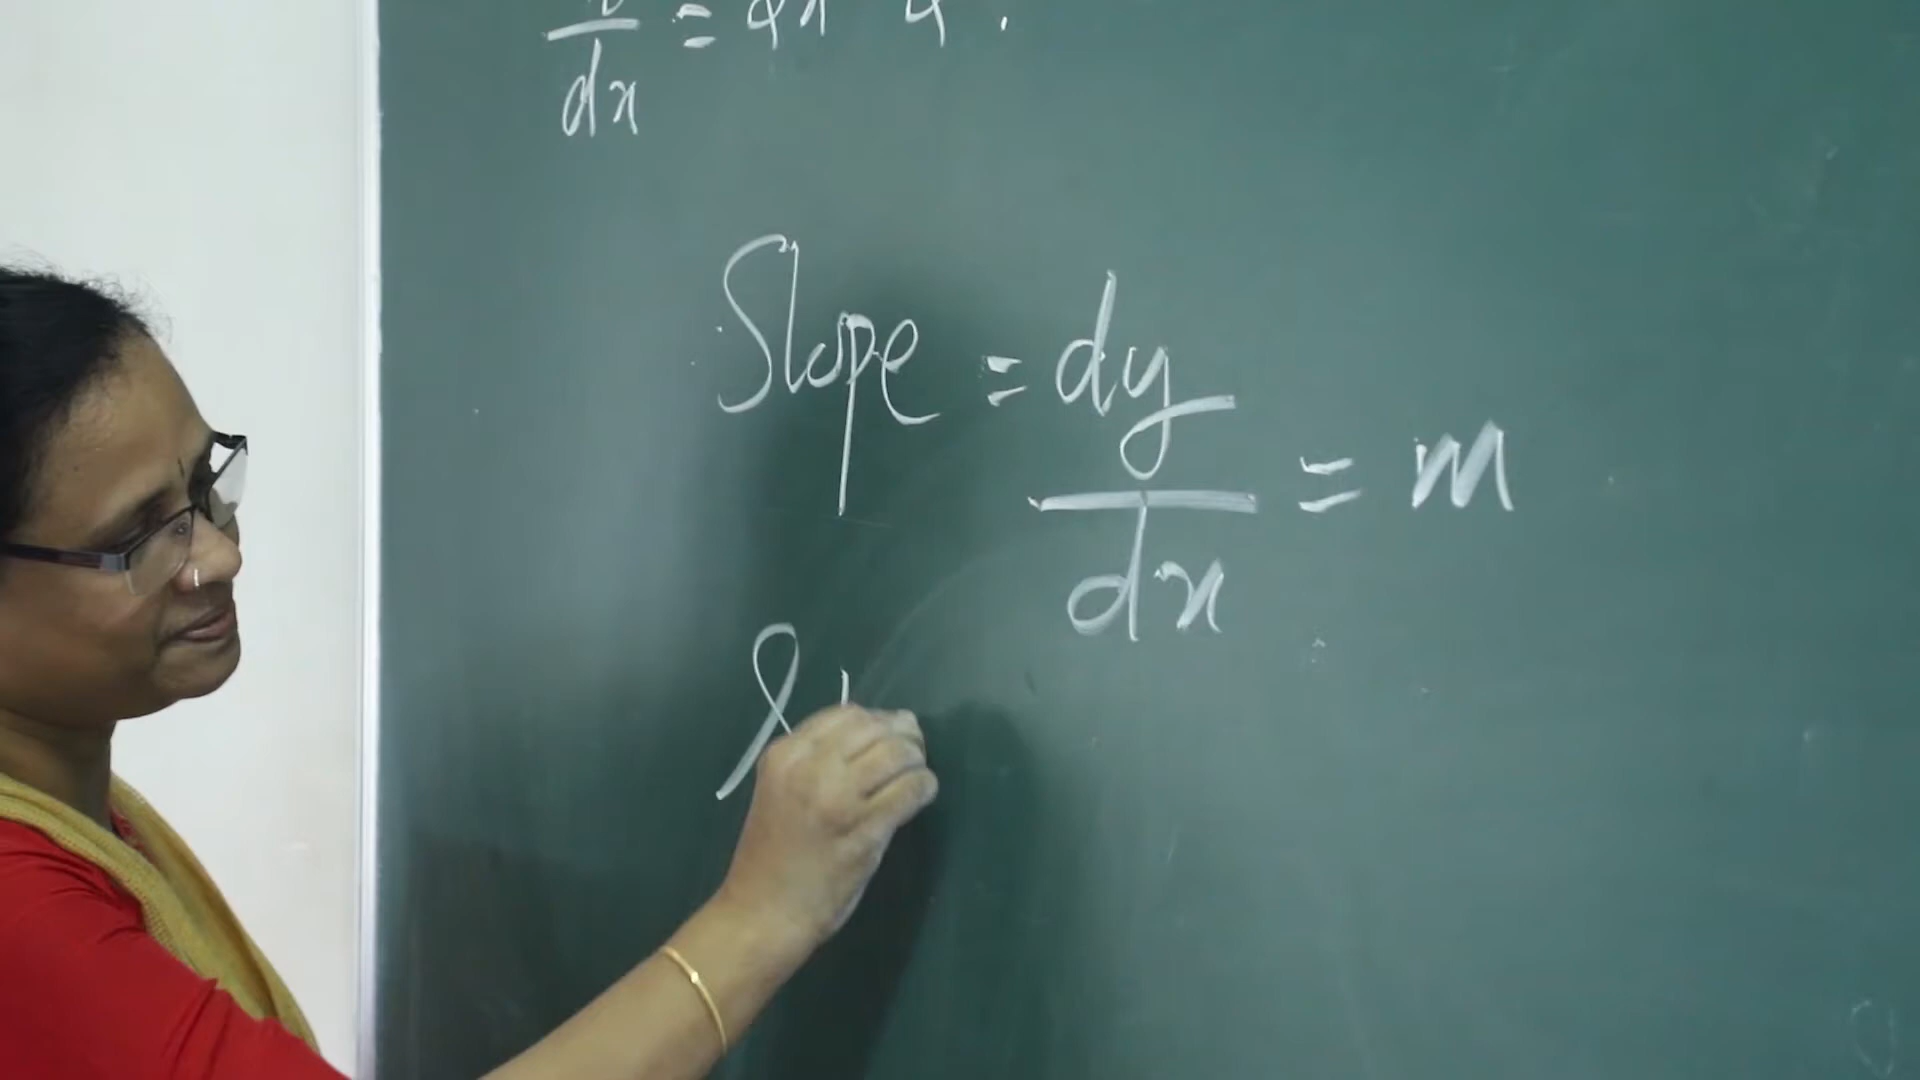 dx
Slope = dy/dx = m